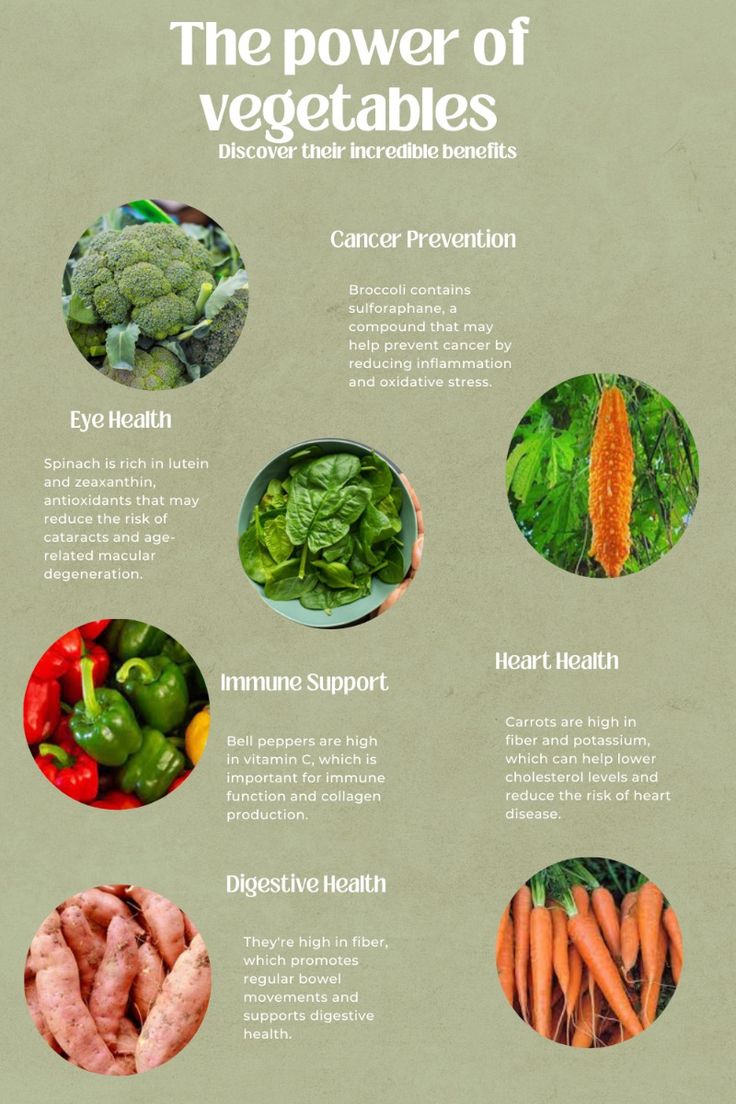 The power of
vegetables
Discover their incredible benefits
Cancer Prevention
Broccoli contains
sulforaphane, a
compound that may
help prevent cancer by
reducing inflammation
and oxidative stress.
Eye Health
Spinach is rich in lutein
and zeaxanthin,
antioxidants that may
reduce the risk of
cataracts and age-
related macular
degeneration.
Immune Support
Bell peppers are high
in vitamin C, which is
important for immune
function and collagen
production.
Heart Health
Carrots are high in
fiber and potassium,
which can help lower
cholesterol levels and
reduce the risk of heart
disease.
Digestive Health
They're high in fiber,
which promotes
regular bowel
movements and
supports digestive
health.